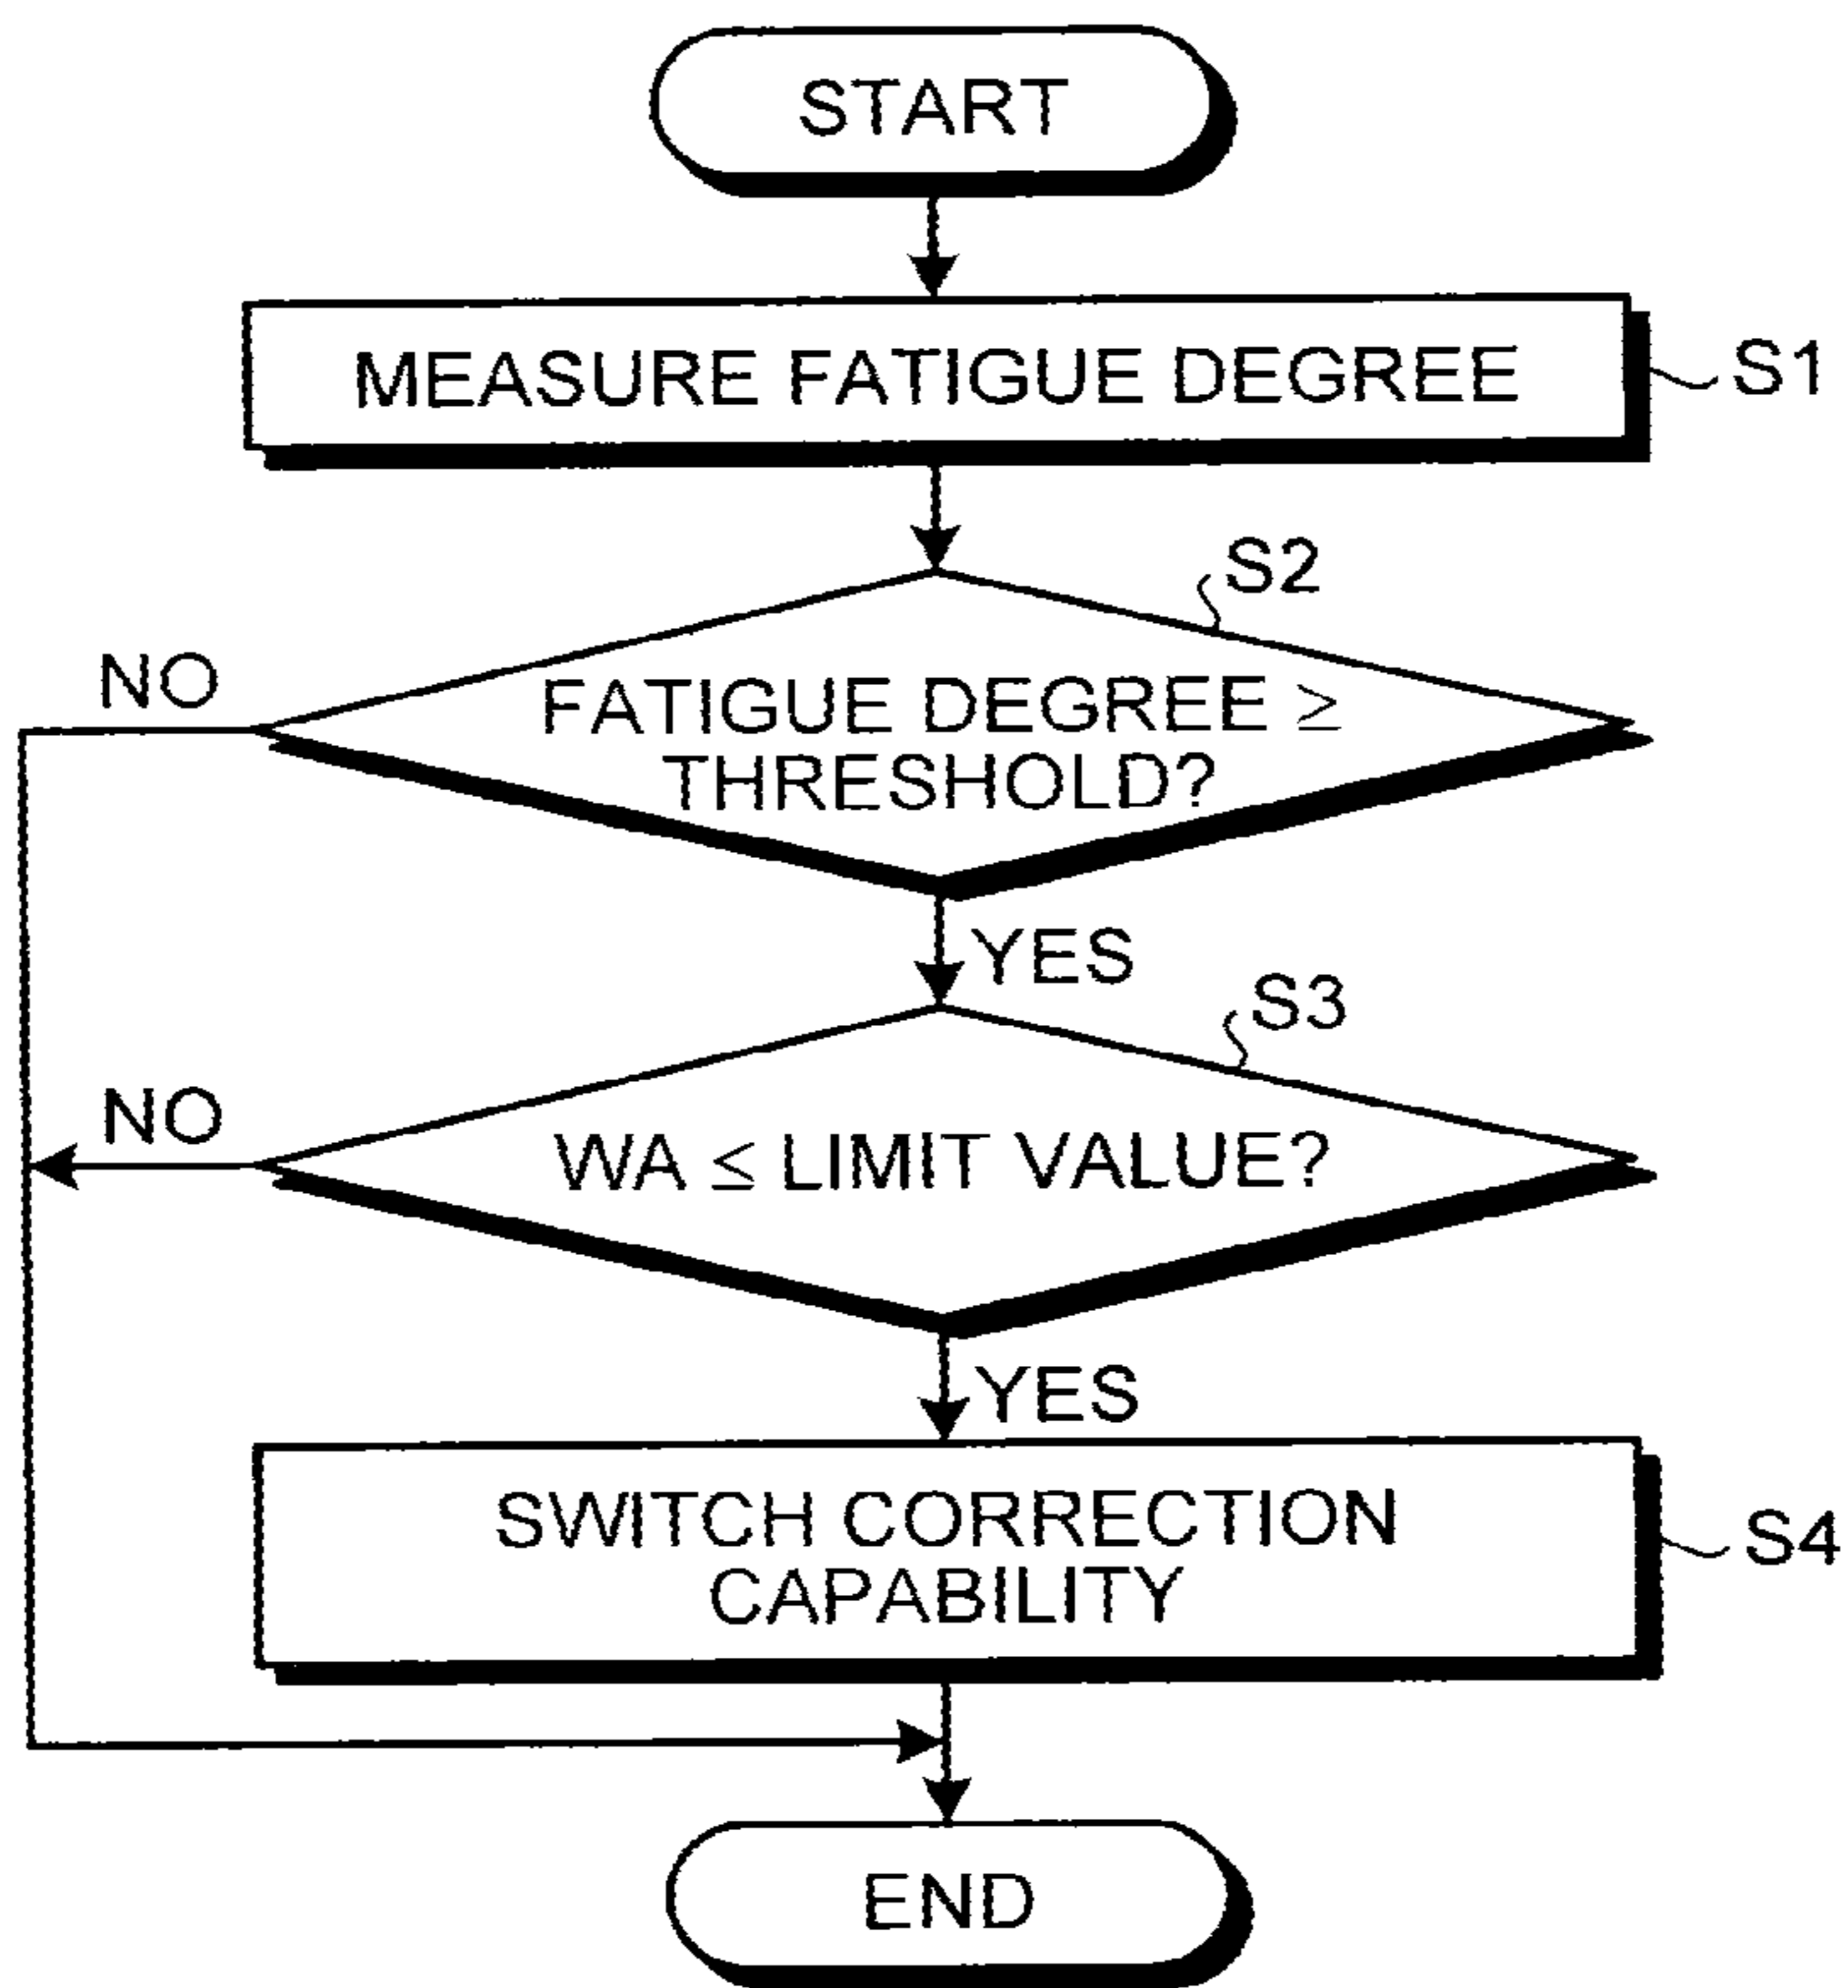 START
MEASURE FATIGUE DEGREE
S1
S2
NO
FATIGUE DEGREE ≥
THRESHOLD?
YES
S3
NO
WA ≤ LIMIT VALUE?
YES
SWITCH CORRECTION
CAPABILITY
S4
END